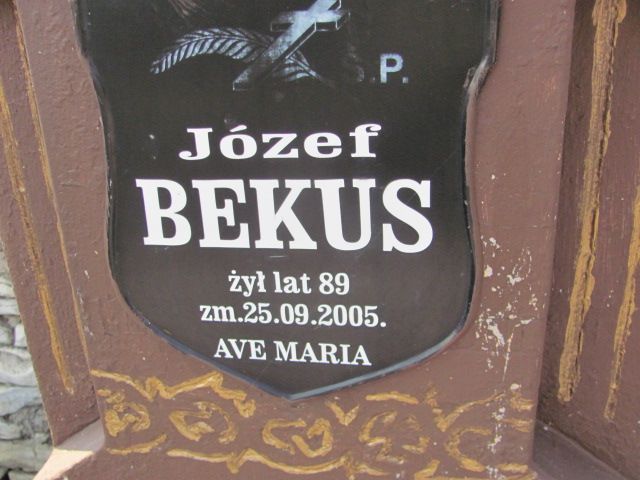 Ś.P.
Józef
BEKUS
żył lat 89
zm.25.09.2005.
AVE MARIA